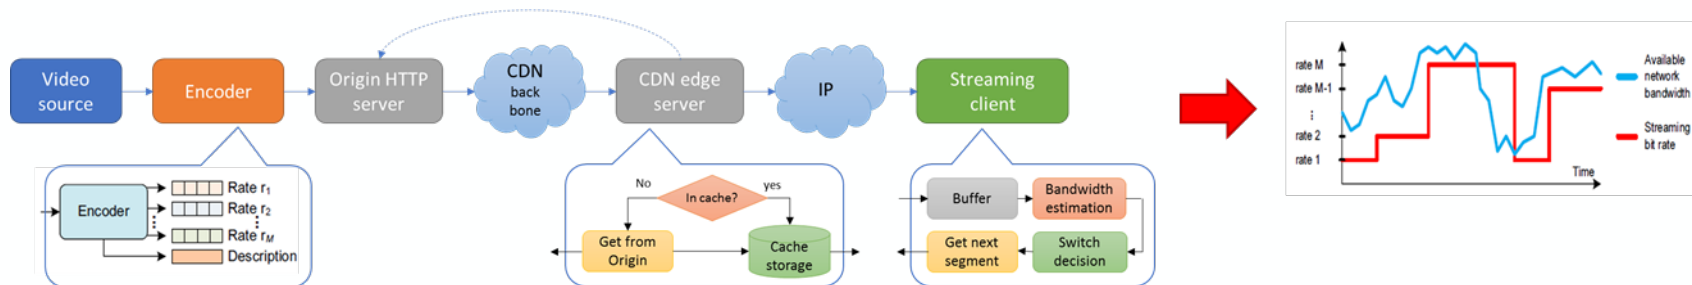 Video
source
Encoder
Origin HTTP
server
CDN
back
bone
CDN edge
server
IP
Streaming
client
Encoder
Rate r1
Rate r2
Rate rM
Description
No
yes
In cache?
Get from
Origin
Cache
storage
Buffer
Bandwidth
estimation
Get next
segment
Switch
decision
rate M
rate M-1
⋮
rate 2
rate 1
Time
Available
network
bandwidth
Streaming
bit rate